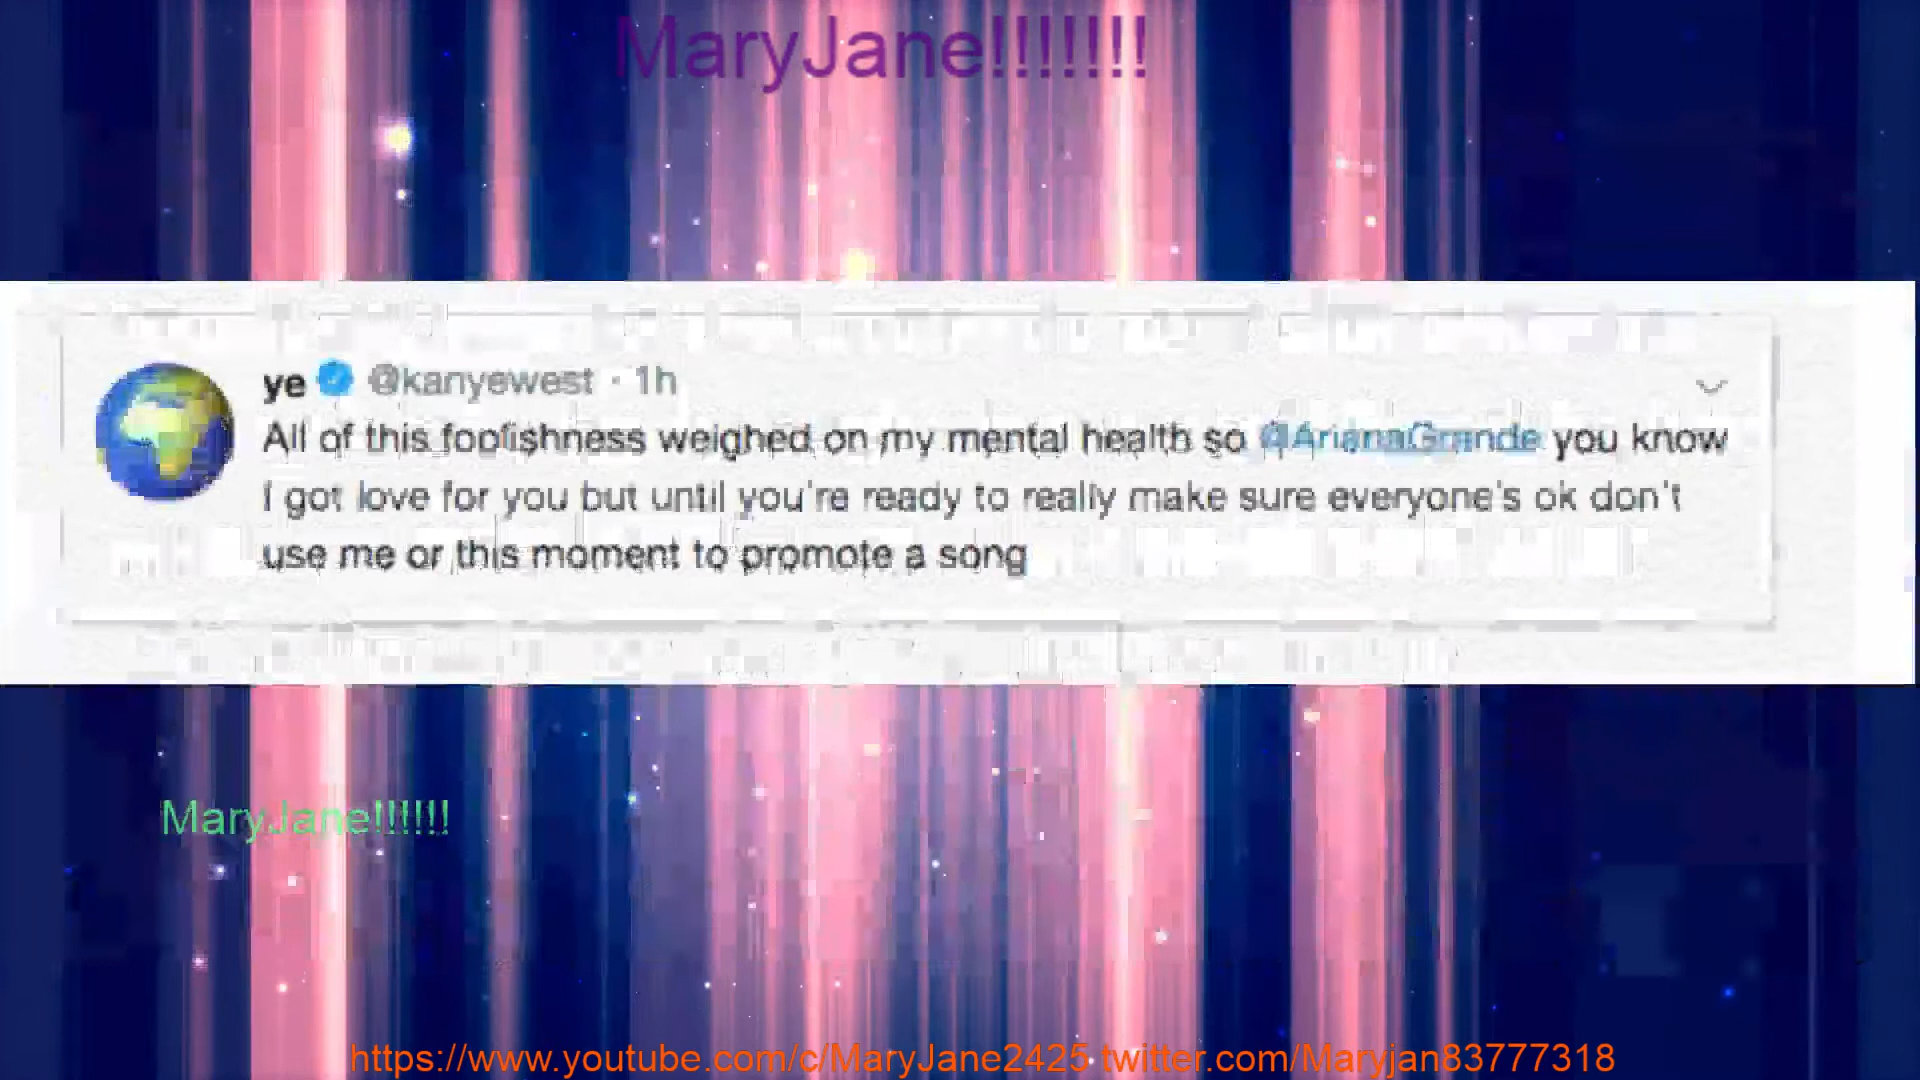 MaryJane!!!!!!!
ye @kanyewest · 1h
All of this foolishness weighed on my mental health so @ArianaGrande you know
I got love for you but until you're ready to really make sure everyone's ok don't
use me or this moment to promote a song
MaryJane!!!!!!
https://www.youtube.com/c/MaryJane2425 twitter.com/Maryjan83777318